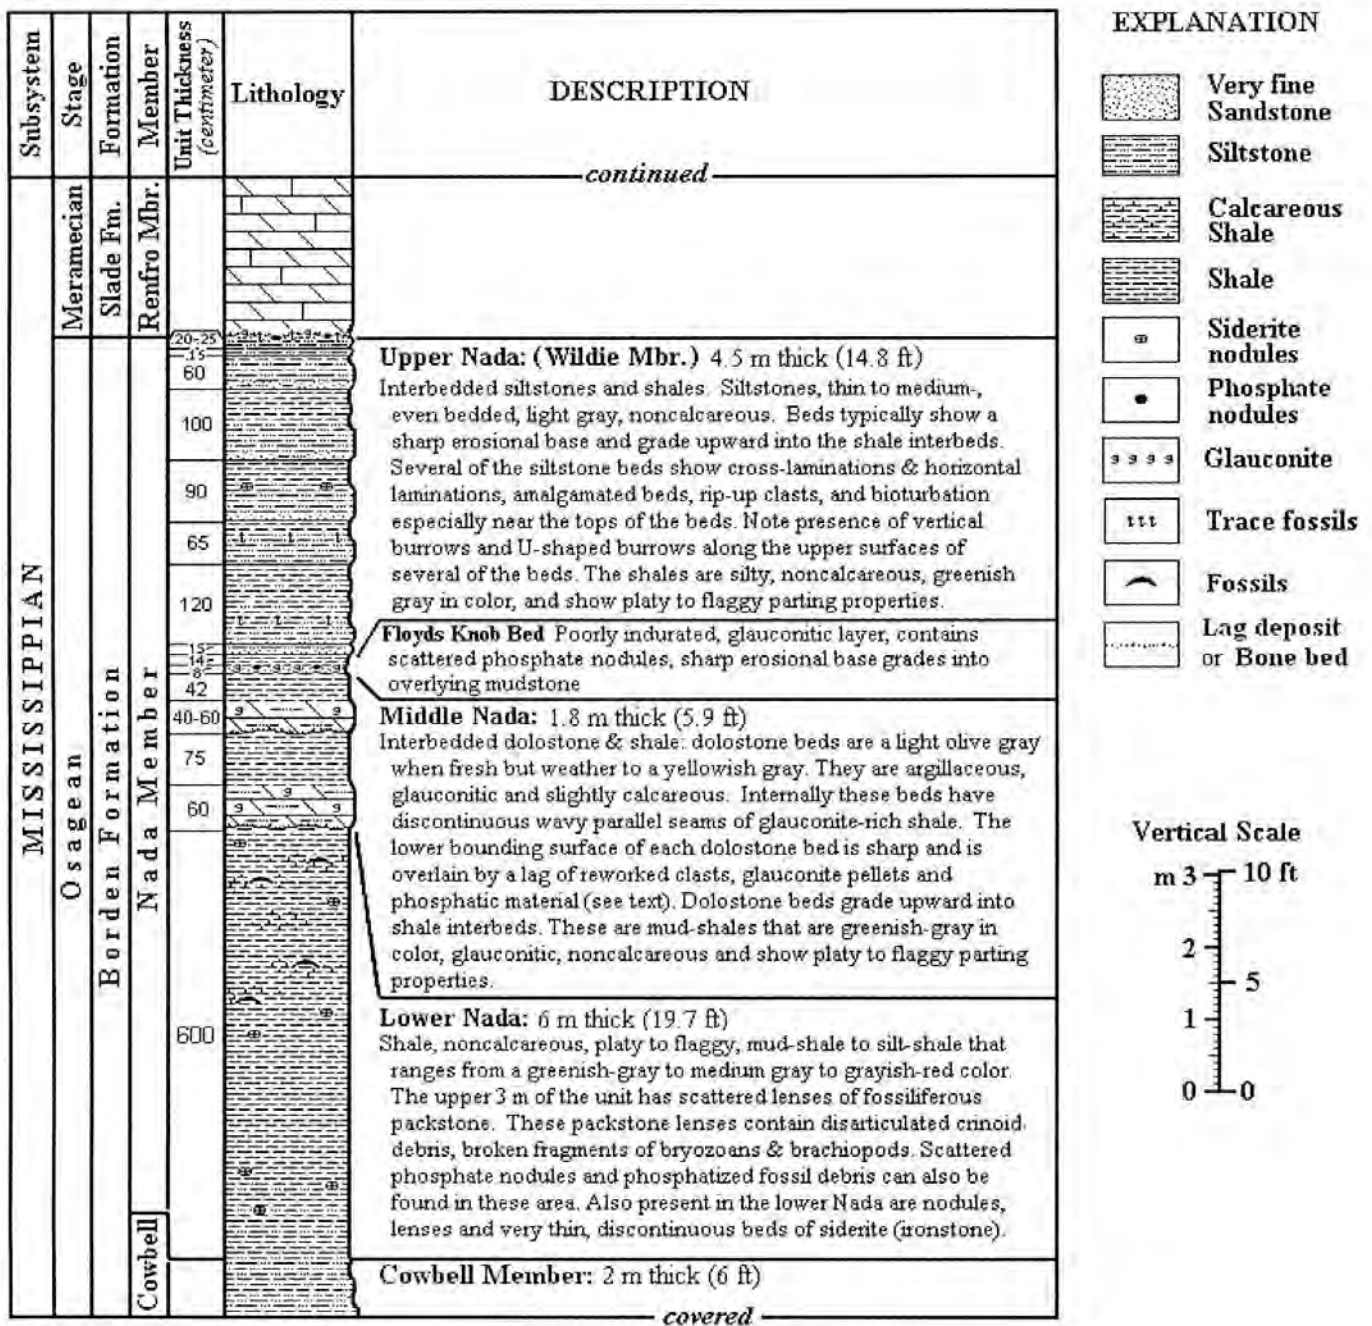 Subsystem
Stage
Formation
Member
Unit Thickness
(centimeter)
Lithology
DESCRIPTION
continued
MISSISSIPPIAN
Meramecian
Slade Fm.
Renfro Mbr.
Osagean
Borden Formation
Nada Member
Cowbell
20-25
60
100
90
65
120
14
8
42
40-60
75
60
600
Upper Nada: (Wildie Mbr.) 4.5 m thick (14.8 ft)
Interbedded siltstones and shales. Siltstones, thin to medium-,
even bedded, light gray, noncalcareous. Beds typically show a
sharp erosional base and grade upward into the shale interbeds.
Several of the siltstone beds show cross-laminations & horizontal
laminations, amalgamated beds, rip-up clasts, and bioturbation
especially near the tops of the beds. Note presence of vertical
burrows and U-shaped burrows along the upper surfaces of
several of the beds. The shales are silty, noncalcareous, greenish
gray in color, and show platy to flaggy parting properties.
Floyds Knob Bed Poorly indurated, glauconitic layer, contains
scattered phosphate nodules, sharp erosional base grades into
overlying mudstone
Middle Nada: 1.8 m thick (5.9 ft)
Interbedded dolostone & shale: dolostone beds are a light olive gray
when fresh but weather to a yellowish gray. They are argillaceous,
glauconitic and slightly calcareous. Internally these beds have
discontinuous wavy parallel seams of glauconite-rich shale. The
lower bounding surface of each dolostone bed is sharp and is
overlain by a lag of reworked clasts, glauconite pellets and
phosphatic material (see text). Dolostone beds grade upward into
shale interbeds. These are mud-shales that are greenish-gray in
color, glauconitic, noncalcareous and show platy to flaggy parting
properties.
Lower Nada: 6 m thick (19.7 ft)
Shale, noncalcareous, platy to flaggy, mud-shale to silt-shale that
ranges from a greenish-gray to medium gray to grayish-red color.
The upper 3 m of the unit has scattered lenses of fossiliferous
packstone. These packstone lenses contain disarticulated crinoid
debris, broken fragments of bryozoans & brachiopods. Scattered
phosphate nodules and phosphatized fossil debris can also be
found in these area. Also present in the lower Nada are nodules,
lenses and very thin, discontinuous beds of siderite (ironstone).
Cowbell Member: 2 m thick (6 ft)
covered
EXPLANATION
Very fine
Sandstone
Siltstone
Calcareous
Shale
Shale
Siderite
nodules
Phosphate
nodules
Glauconite
Trace fossils
Fossils
Lag deposit
or Bone bed
Vertical Scale
m 3 10 ft
2
5
1
0 0